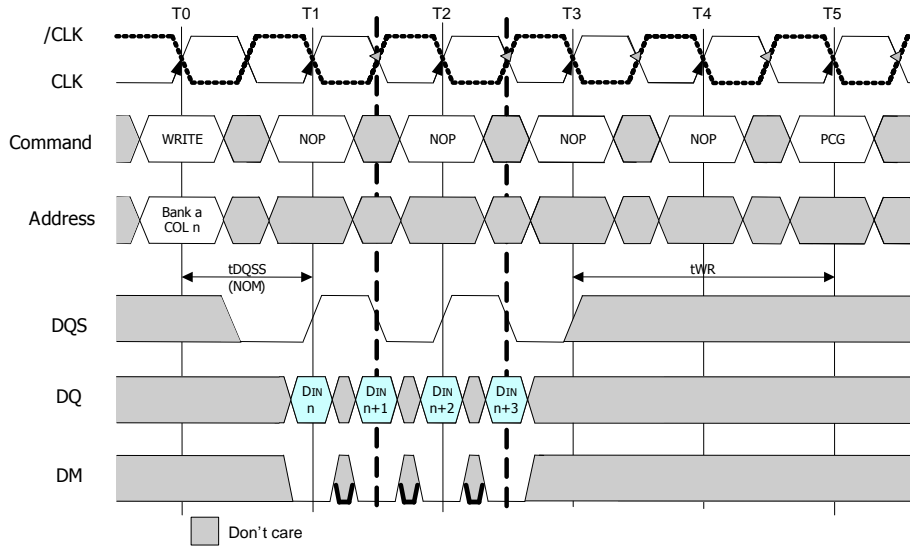 T0 T1 T2 T3 T4 T5
/CLK
CLK
Command WRITE NOP NOP NOP NOP PCG
Address Bank a
COL n
tDQSS
(NOM)
tWR
DQS
DQ DIN
n DIN
n+1 DIN
n+2 DIN
n+3
DM
Don't care